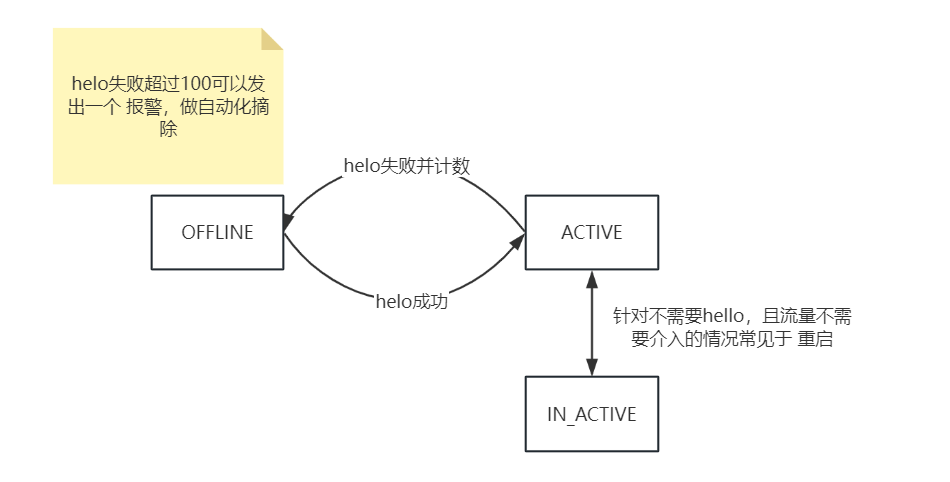 helo失败超过100可以发
出一个 报警，做自动化摘
除
helo失败并计数
OFFLINE
ACTIVE
helo成功
针对不需要hello，且流量不需
要介入的情况常见于 重启
IN_ACTIVE